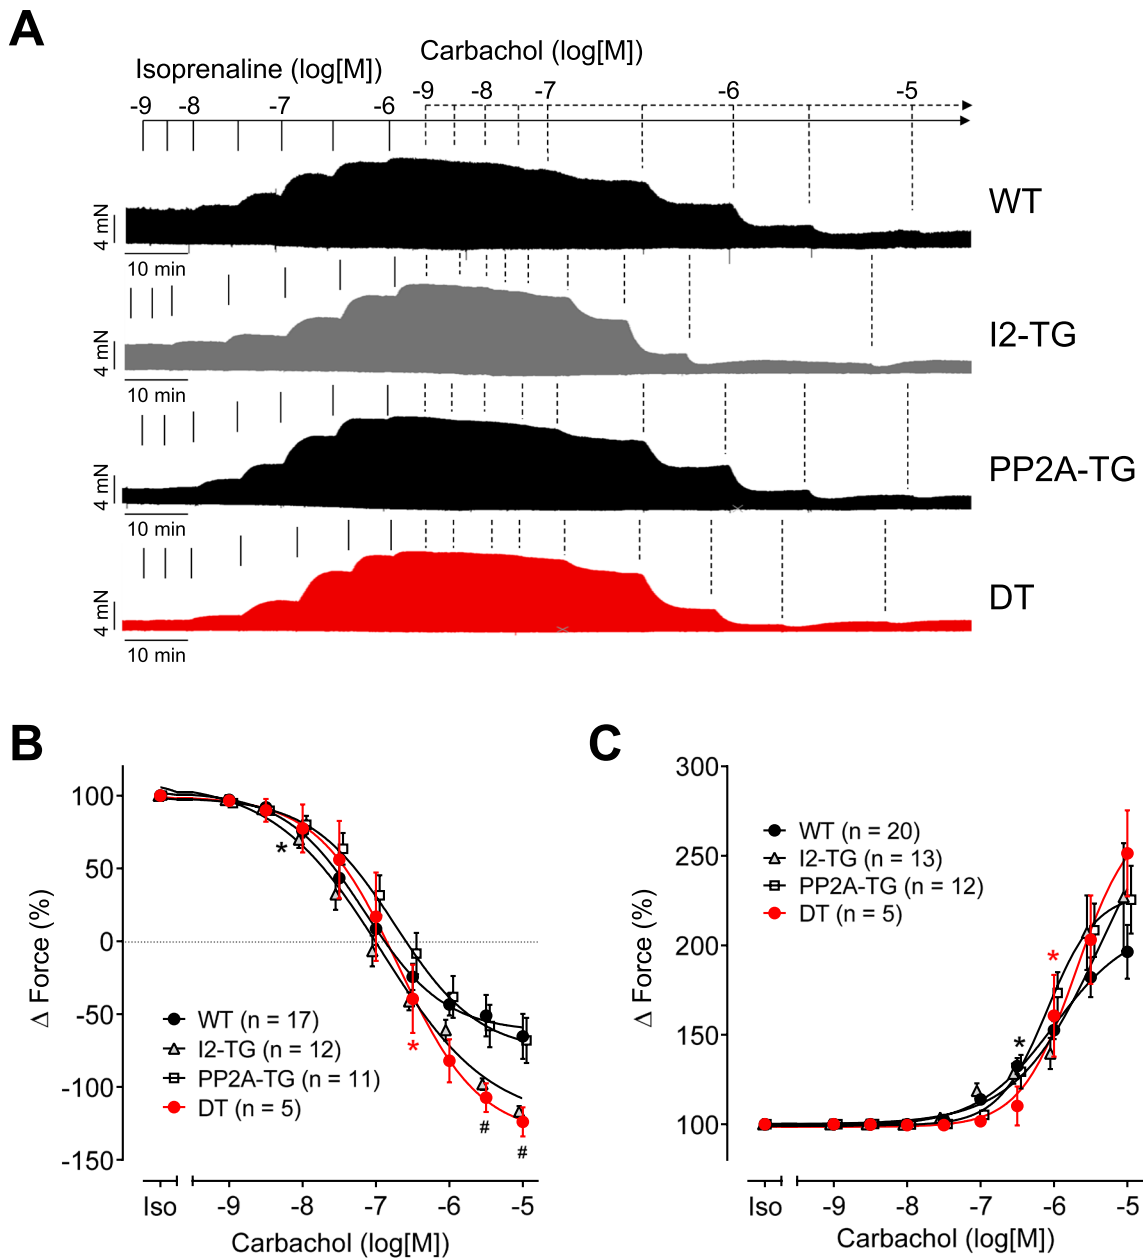 A
Isoprenaline (log[M])
Carbachol (log[M])
-9 -8 -7 -6
-9 -8 -7 -6 -5
WT
4 mN
10 min
I2-TG
4 mN
10 min
PP2A-TG
4 mN
10 min
DT
4 mN
10 min
B
Δ Force (%)
100
50
0
-50
-100
-150
*
*
#
#
WT (n = 17)
I2-TG (n = 12)
PP2A-TG (n = 11)
DT (n = 5)
Iso -9 -8 -7 -6 -5
Carbachol (log[M])
C
Δ Force (%)
300
250
200
150
100
WT (n = 20)
I2-TG (n = 13)
PP2A-TG (n = 12)
DT (n = 5)
*
*
Iso -9 -8 -7 -6 -5
Carbachol (log[M])